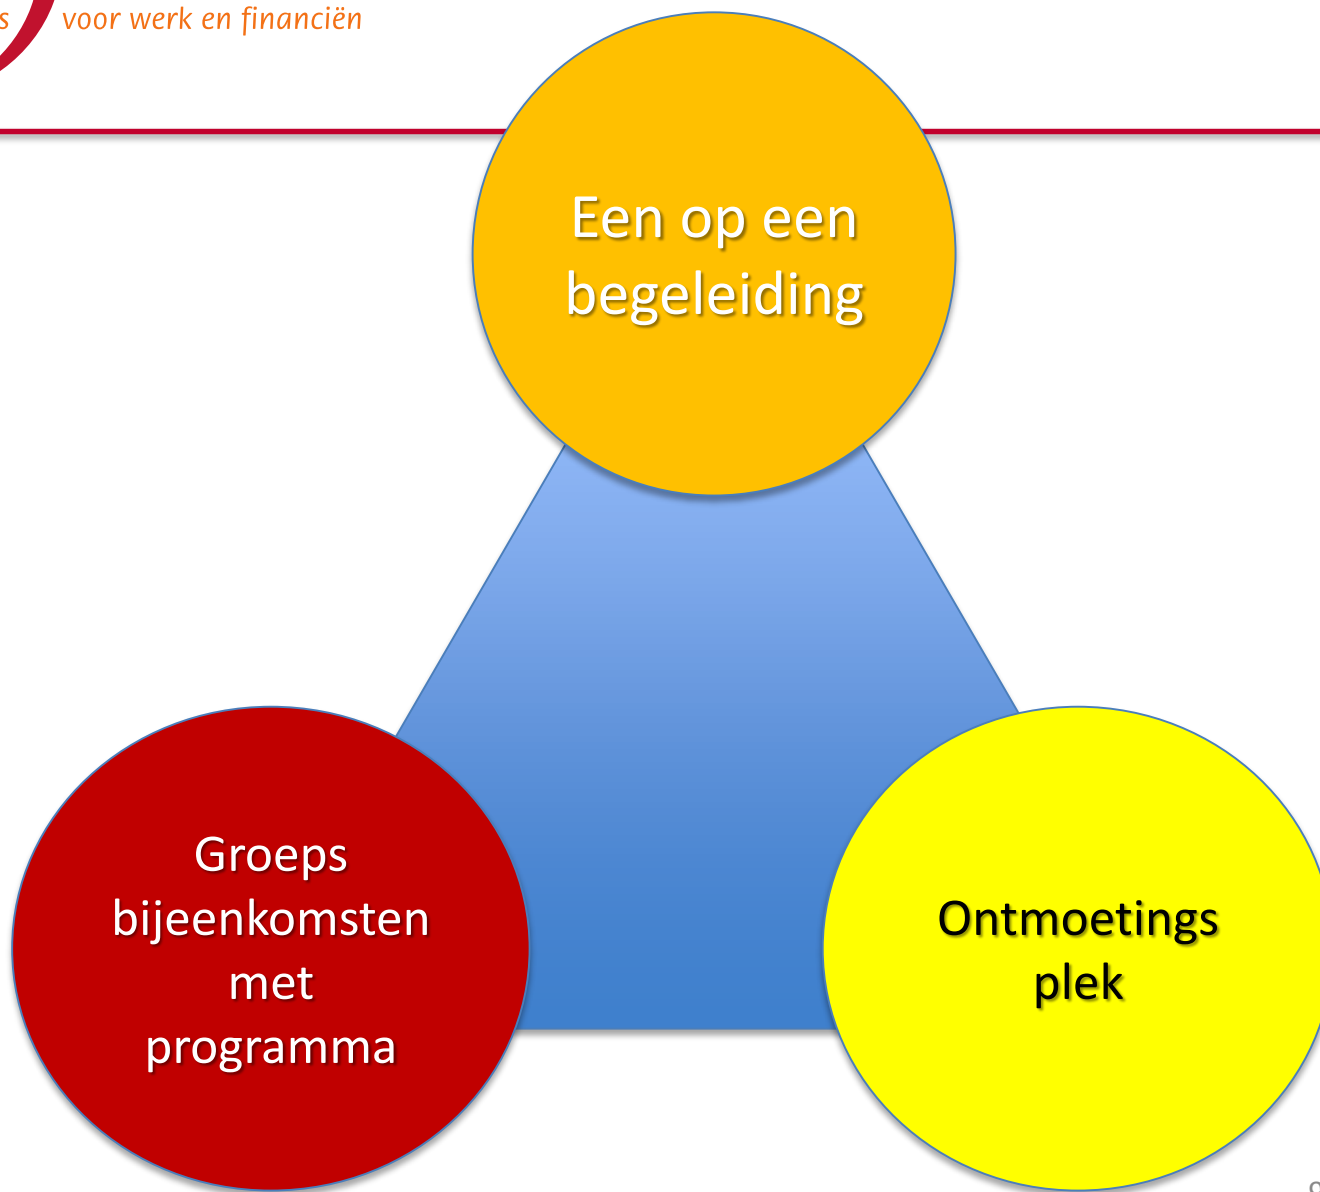 voor werk en financiën
Een op een
begeleiding
Groeps
bijeenkomsten
met
programma
Ontmoetings
plek